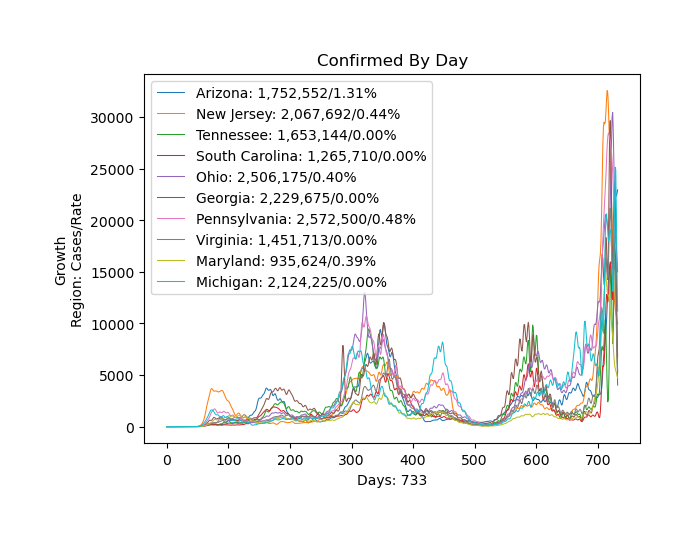 Confirmed By Day
Growth
Region: Cases/Rate
30000
25000
20000
15000
10000
5000
0
Arizona: 1,752,552/1.31%
New Jersey: 2,067,692/0.44%
Tennessee: 1,653,144/0.00%
South Carolina: 1,265,710/0.00%
Ohio: 2,506,175/0.40%
Georgia: 2,229,675/0.00%
Pennsylvania: 2,572,500/0.48%
Virginia: 1,451,713/0.00%
Maryland: 935,624/0.39%
Michigan: 2,124,225/0.00%
0 100 200 300 400 500 600 700
Days: 733